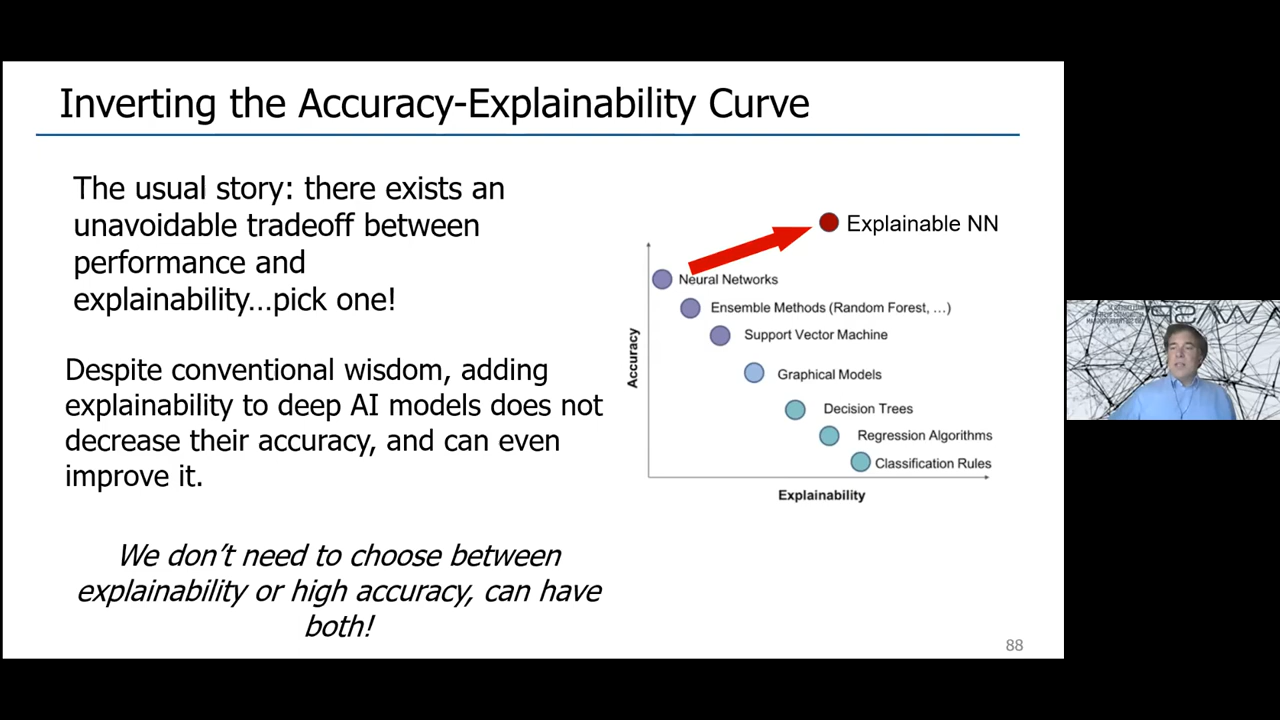 Inverting the Accuracy-Explainability Curve
The usual story: there exists an
unavoidable tradeoff between
performance and
explainability…pick one!
Despite conventional wisdom, adding
explainability to deep AI models does not
decrease their accuracy, and can even
improve it.
We don't need to choose between
explainability or high accuracy, can have
both!
Explainable NN
Neural Networks
Ensemble Methods (Random Forest, …)
Support Vector Machine
Graphical Models
Decision Trees
Regression Algorithms
Classification Rules
Accuracy
Explainability
88